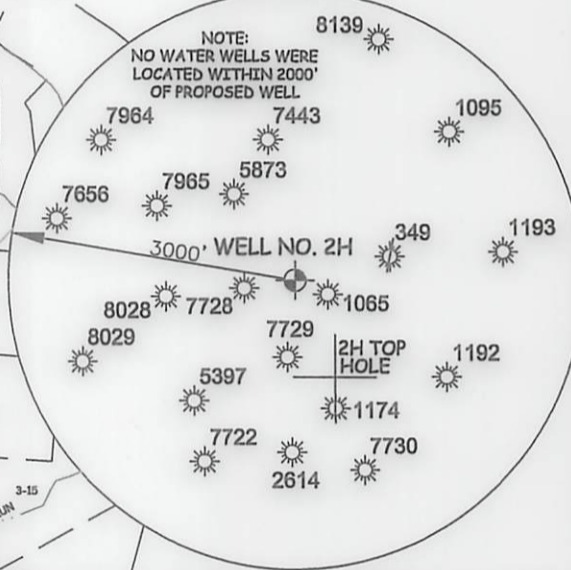 8139
NOTE:
NO WATER WELLS WERE
LOCATED WITHIN 2000'
OF PROPOSED WELL
7964
7443
1095
7965
5873
7656
349
1193
3000' WELL NO. 2H
8028
7728
1065
8029
7729
2H TOP
HOLE
1192
5397
1174
7722
2614
7730
3-15
UN